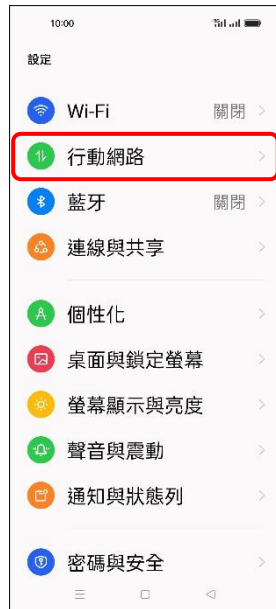 10:00
設定
Wi-Fi 關閉
行動網路
藍牙 關閉
連線與共享
個性化
桌面與鎖定螢幕
螢幕顯示與亮度
聲音與震動
通知與狀態列
密碼與安全